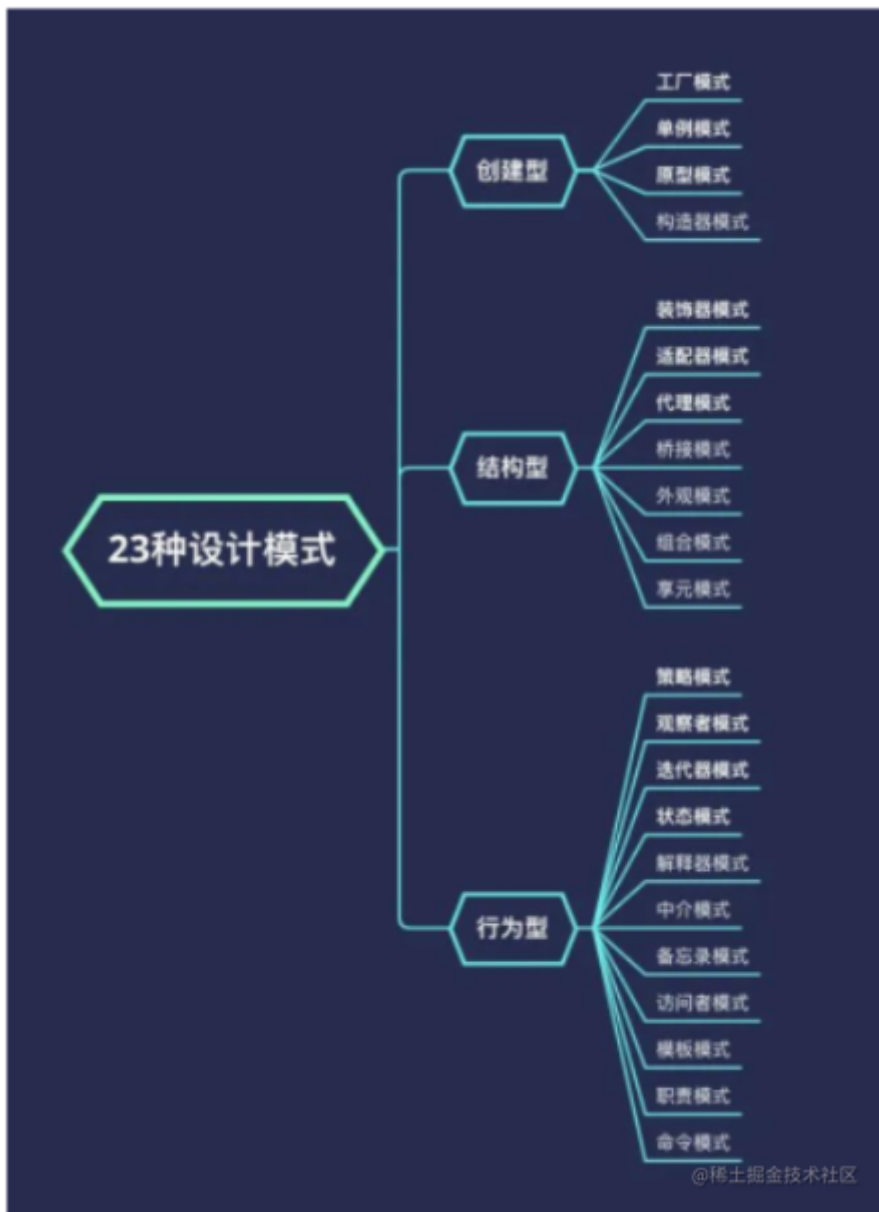 23种设计模式
创建型
工厂模式
单例模式
原型模式
构造器模式
结构型
装饰器模式
适配器模式
代理模式
桥接模式
外观模式
组合模式
享元模式
行为型
策略模式
观察者模式
迭代器模式
状态模式
解释器模式
中介模式
备忘录模式
访问者模式
模板模式
职责模式
命令模式
@稀土掘金技术社区